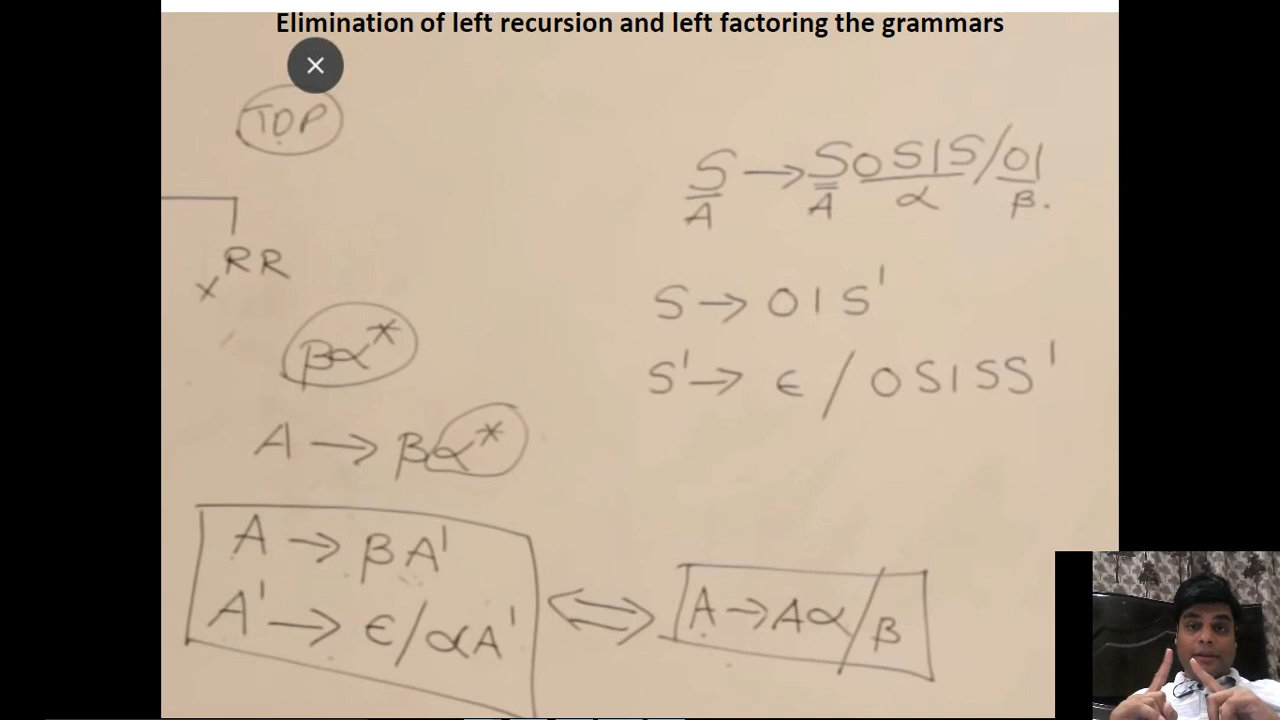 Elimination of left recursion and left factoring the grammars
TOP
RR
βα*
A → βα*
A → βA'
A' → ϵ/αA'
S → S0S1S/01
A A α β.
S → 01S'
S' → ϵ / 0S1SS'
A → Aα/β